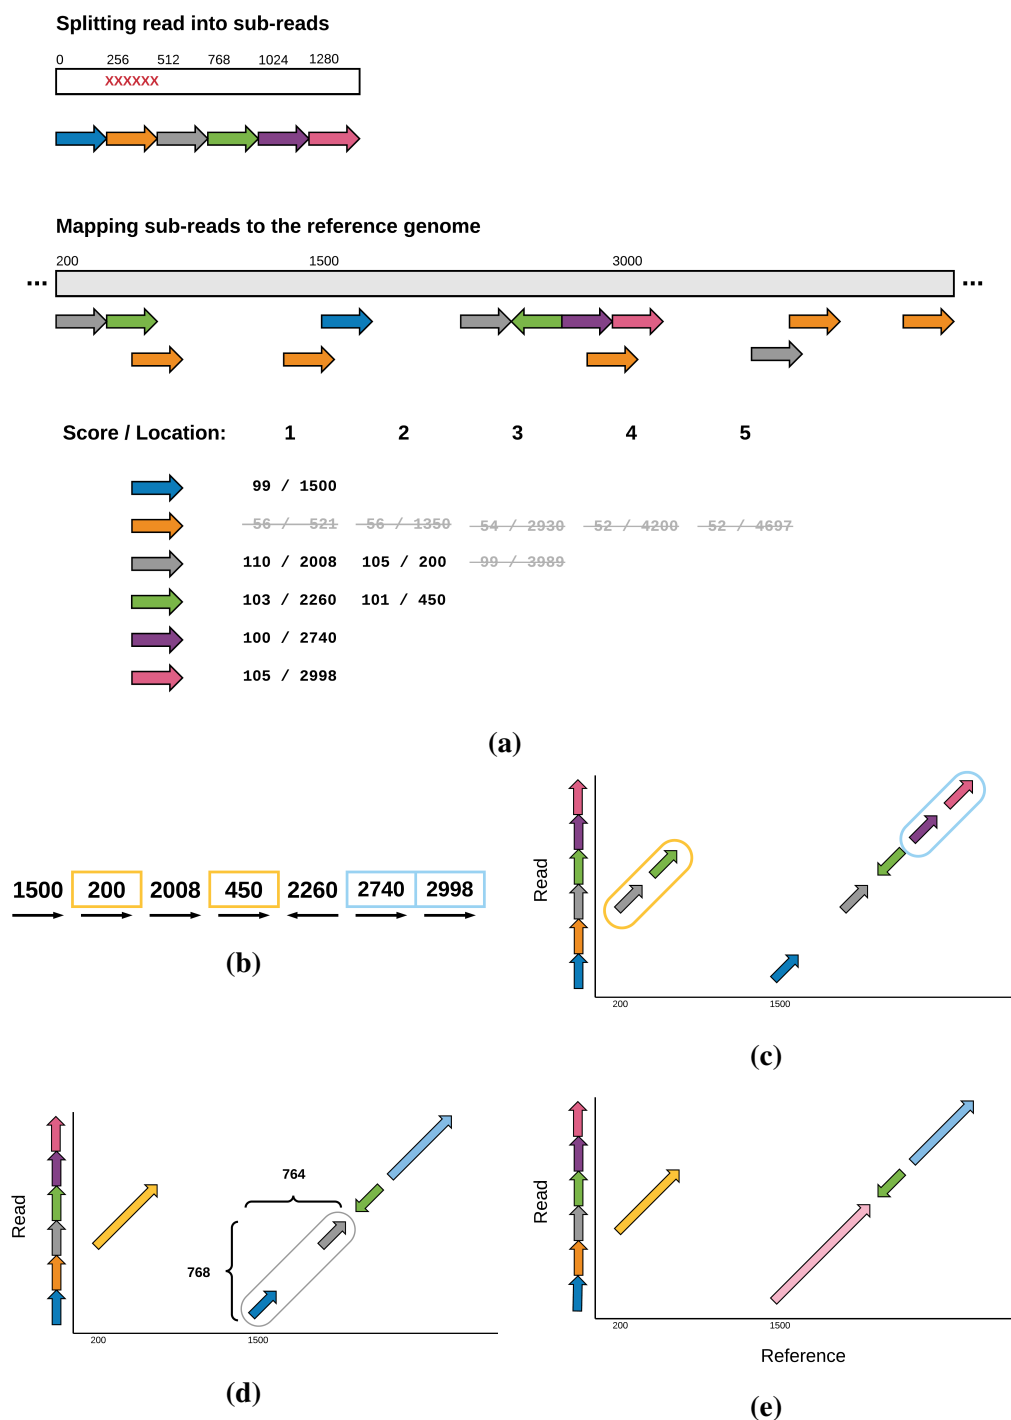 Splitting read into sub-reads
0 256 512 768 1024 1280
XXXXXX
Mapping sub-reads to the reference genome
200 1500 3000
... ...
Score / Location: 1 2 3 4 5
99 / 1500
56 / 521 56 / 1350 54 / 2930 52 / 4200 52 / 4697
110 / 2008 105 / 200 99 / 3989
103 / 2260 101 / 450
100 / 2740
105 / 2998
(a)
1500 200 2008 450 2260 2740 2998
(b)
Read
200 1500
(c)
Read
764
768
200 1500
(d)
Read
200 1500
Reference
(e)